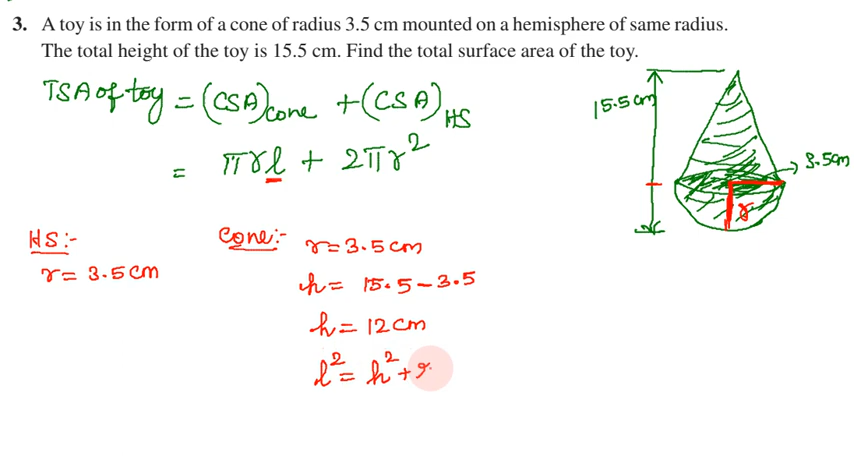 3. A toy is in the form of a cone of radius 3.5 cm mounted on a hemisphere of same radius.
The total height of the toy is 15.5 cm. Find the total surface area of the toy.
TSA of toy = (CSA)cone + (CSA)HS
= πrl + 2πr²
15.5cm
3.5cm
r
HS:-
r = 3.5cm
Cone:-
r = 3.5cm
h = 15.5 - 3.5
h = 12cm
l² = h² +